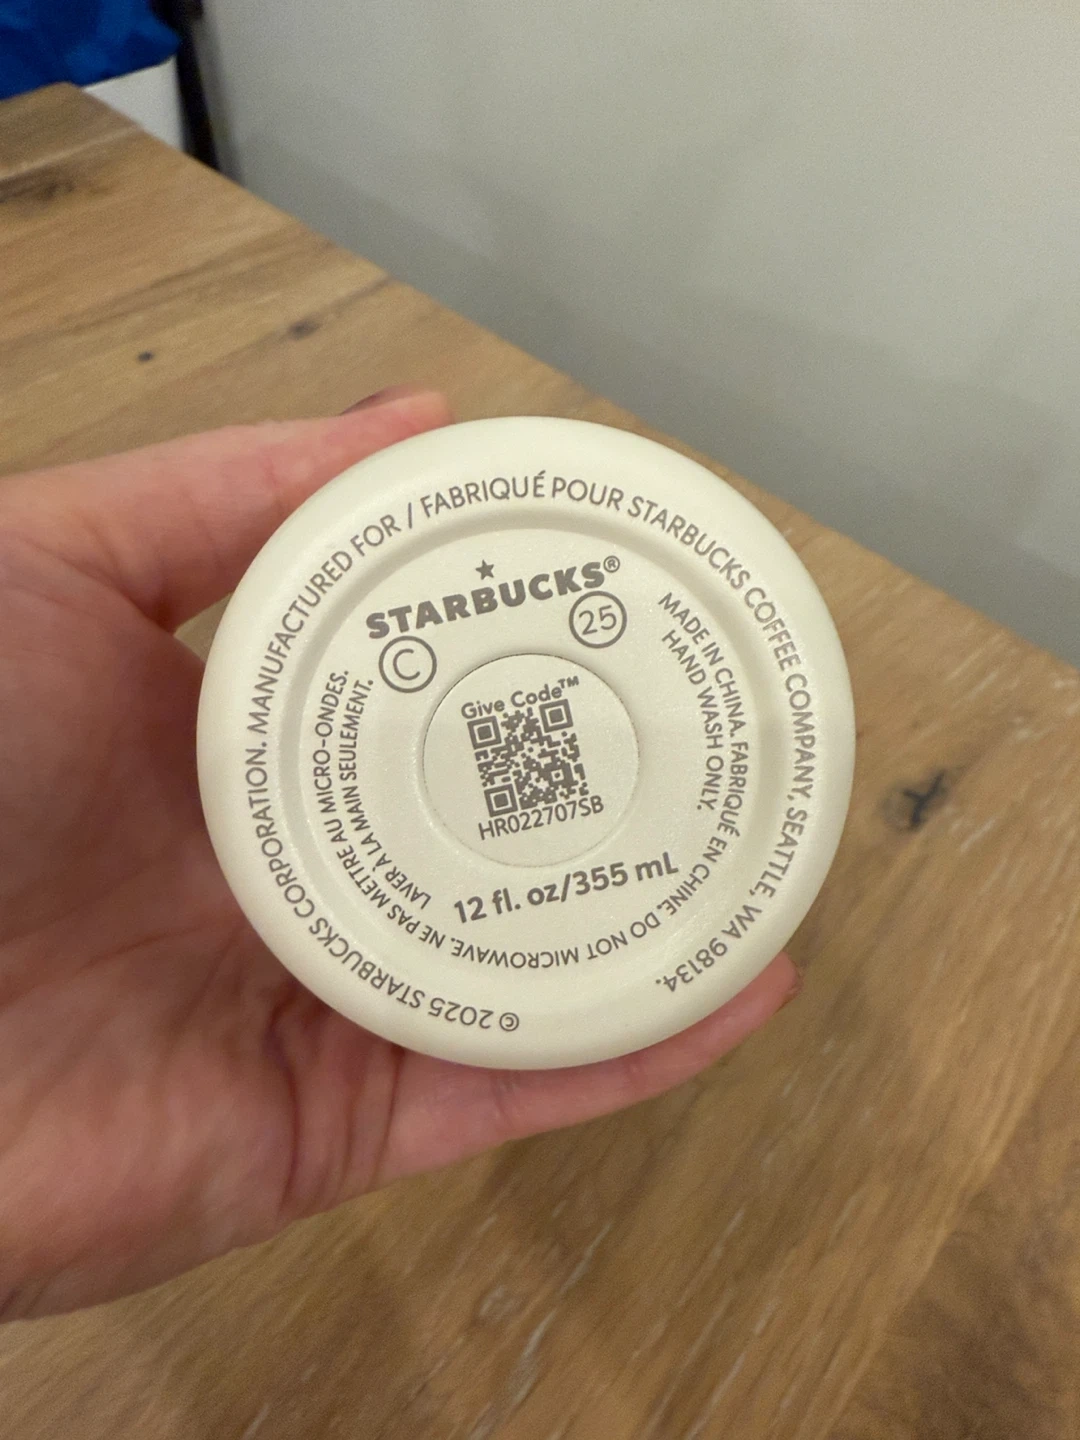 © 2025 STARBUCKS CORPORATION. MANUFACTURED FOR / FABRIQUÉ POUR STARBUCKS COFFEE COMPANY, SEATTLE, WA 98134.
STARBUCKS®
C
25
MADE IN CHINA. FABRIQUÉ EN CHINE. DO NOT MICROWAVE. NE PAS METTRE AU MICRO-ONDES.
HAND WASH ONLY.
LAVER À LA MAIN SEULEMENT.
Give Code™
HR022707SB
12 fl. oz/355 mL